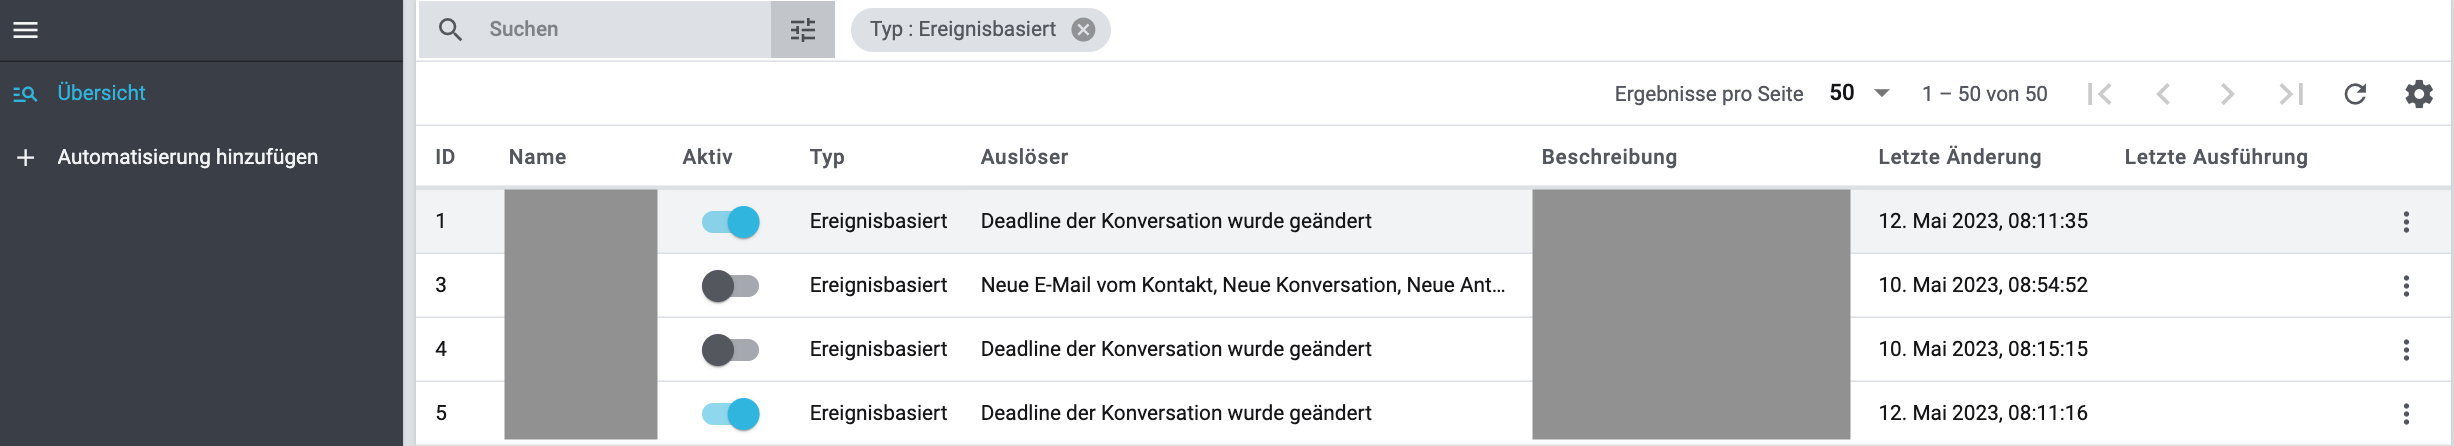 Suchen
Typ : Ereignisbasiert
Übersicht
Automatisierung hinzufügen
Ergebnisse pro Seite 50 1 – 50 von 50
ID Name Aktiv Typ Auslöser Beschreibung Letzte Änderung Letzte Ausführung
1 Ereignisbasiert Deadline der Konversation wurde geändert 12. Mai 2023, 08:11:35
3 Ereignisbasiert Neue E-Mail vom Kontakt, Neue Konversation, Neue Ant... 10. Mai 2023, 08:54:52
4 Ereignisbasiert Deadline der Konversation wurde geändert 10. Mai 2023, 08:15:15
5 Ereignisbasiert Deadline der Konversation wurde geändert 12. Mai 2023, 08:11:16